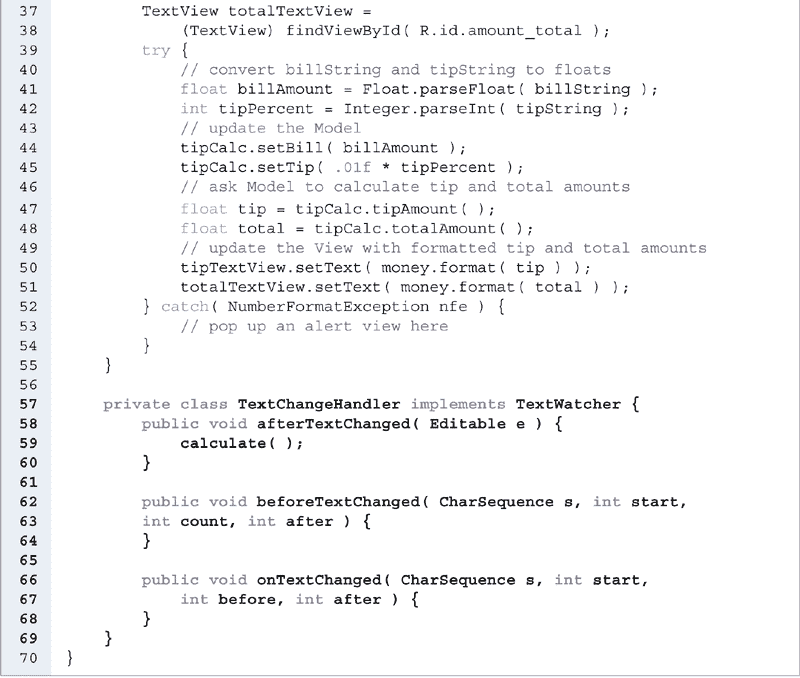 37         TextView totalTextView =
38             (TextView) findViewById( R.id.amount_total );
39         try {
40             // convert billString and tipString to floats
41             float billAmount = Float.parseFloat( billString );
42             int tipPercent = Integer.parseInt( tipString );
43             // update the Model
44             tipCalc.setBill( billAmount );
45             tipCalc.setTip( .01f * tipPercent );
46             // ask Model to calculate tip and total amounts
47             float tip = tipCalc.tipAmount( );
48             float total = tipCalc.totalAmount( );
49             // update the View with formatted tip and total amounts
50             tipTextView.setText( money.format( tip ) );
51             totalTextView.setText( money.format( total ) );
52         } catch( NumberFormatException nfe ) {
53             // pop up an alert view here
54         }
55     }
56
57     private class TextChangeHandler implements TextWatcher {
58         public void afterTextChanged( Editable e ) {
59             calculate( );
60         }
61
62         public void beforeTextChanged( CharSequence s, int start,
63         int count, int after ) {
64         }
65
66         public void onTextChanged( CharSequence s, int start,
67             int before, int after ) {
68         }
69     }
70 }